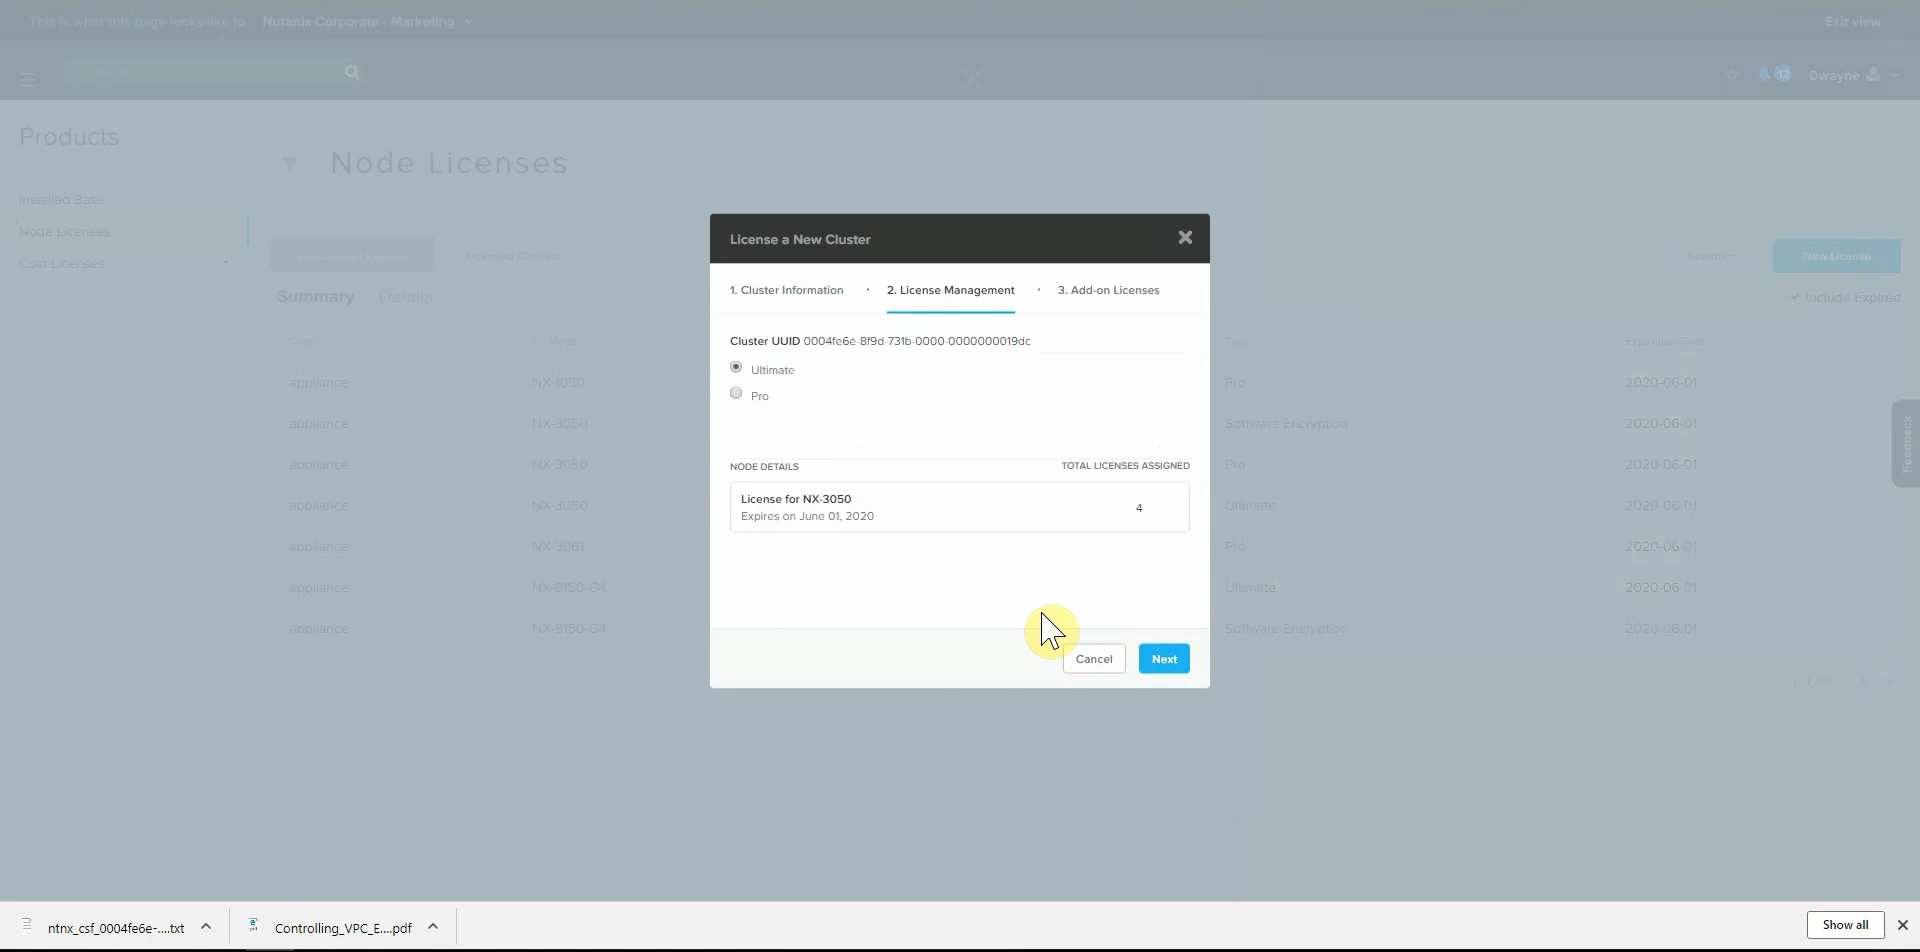 This is what this page looks like to Nutanix Corporate - Marketing
Exit view
12
Dwayne
Products
Node Licenses
Installed Base
Node Licenses
Licensed Clusters
Actions
New License
Summary Details
Include Expired
Model
Type
Expiration Date
appliance NX-1050 Pro 2020-06-01
appliance NX-3050 Software Encryption 2020-06-01
appliance NX-3050 Pro 2020-06-01
appliance NX-3050 Ultimate 2020-06-01
appliance NX-3061 Pro 2020-06-01
appliance NX-8150-G4 Ultimate 2020-06-01
appliance NX-8150-G4 Software Encryption 2020-06-01
Feedback
License a New Cluster
1. Cluster Information · 2. License Management · 3. Add-on Licenses
Cluster UUID 0004fe6e-8f9d-731b-0000-0000000019dc
Ultimate
Pro
NODE DETAILS TOTAL LICENSES ASSIGNED
License for NX-3050
Expires on June 01, 2020
4
Cancel Next
ntnx_csf_0004fe6e-....txt
Controlling_VPC_E....pdf
Show all